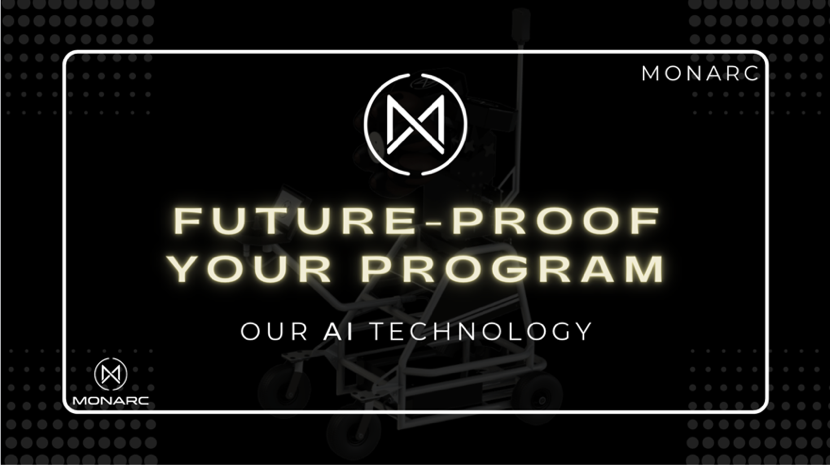 MONARC
FUTURE-PROOF
YOUR PROGRAM
OUR AI TECHNOLOGY
MONARC